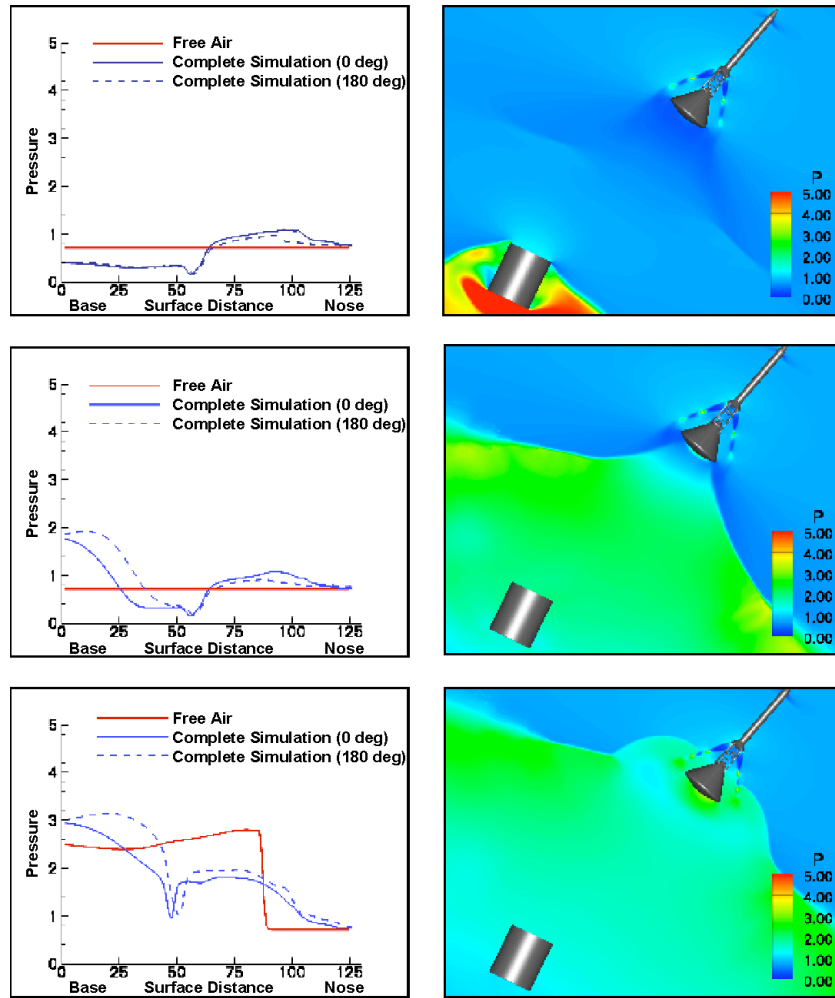 5
4
3
2
1
0
Pressure
Free Air
Complete Simulation (0 deg)
Complete Simulation (180 deg)
0 25 50 75 100 125
Base Surface Distance Nose
P
5.00
4.00
3.00
2.00
1.00
0.00
5
4
3
2
1
0
Pressure
Free Air
Complete Simulation (0 deg)
Complete Simulation (180 deg)
0 25 50 75 100 125
Base Surface Distance Nose
P
5.00
4.00
3.00
2.00
1.00
0.00
5
4
3
2
1
0
Pressure
Free Air
Complete Simulation (0 deg)
Complete Simulation (180 deg)
0 25 50 75 100 125
Base Surface Distance Nose
P
5.00
4.00
3.00
2.00
1.00
0.00